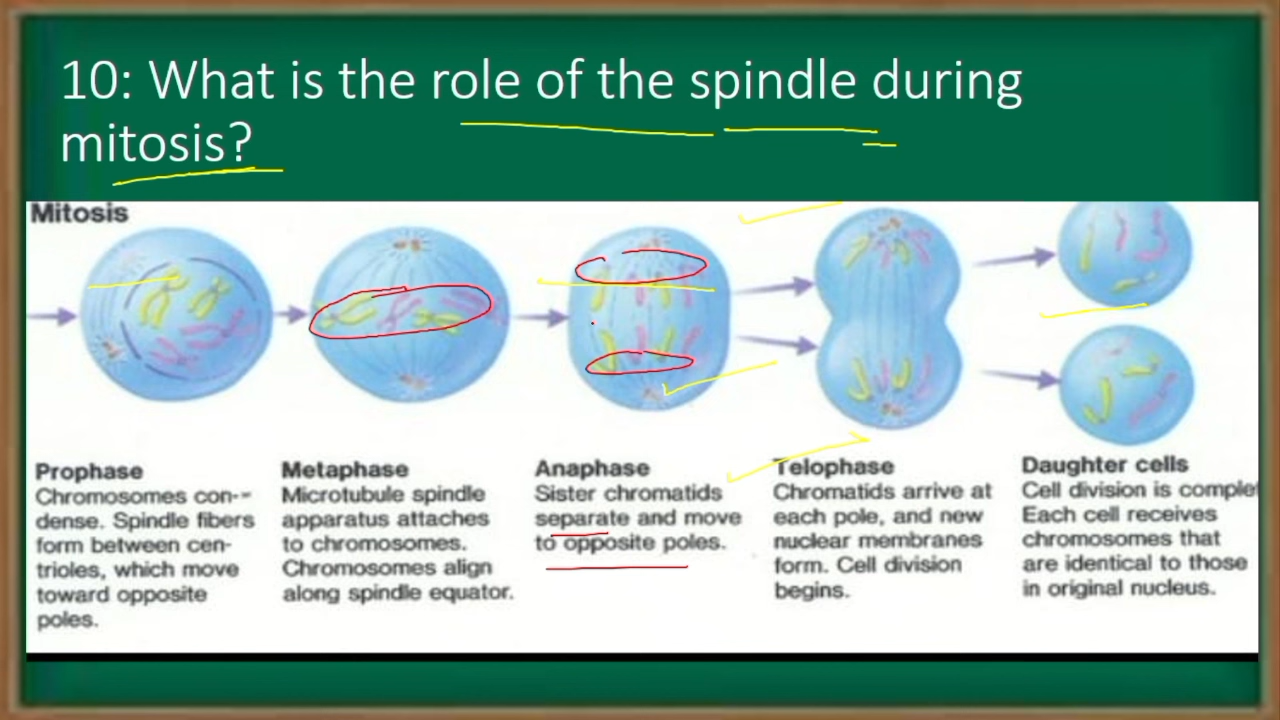 10: What is the role of the spindle during
mitosis?
Mitosis
Prophase
Chromosomes con-
dense. Spindle fibers
form between cen-
trioles, which move
toward opposite
poles.
Metaphase
Microtubule spindle
apparatus attaches
to chromosomes.
Chromosomes align
along spindle equator.
Anaphase
Sister chromatids
separate and move
to opposite poles.
Telophase
Chromatids arrive at
each pole, and new
nuclear membranes
form. Cell division
begins.
Daughter cells
Cell division is complet
Each cell receives
chromosomes that
are identical to those
in original nucleus.